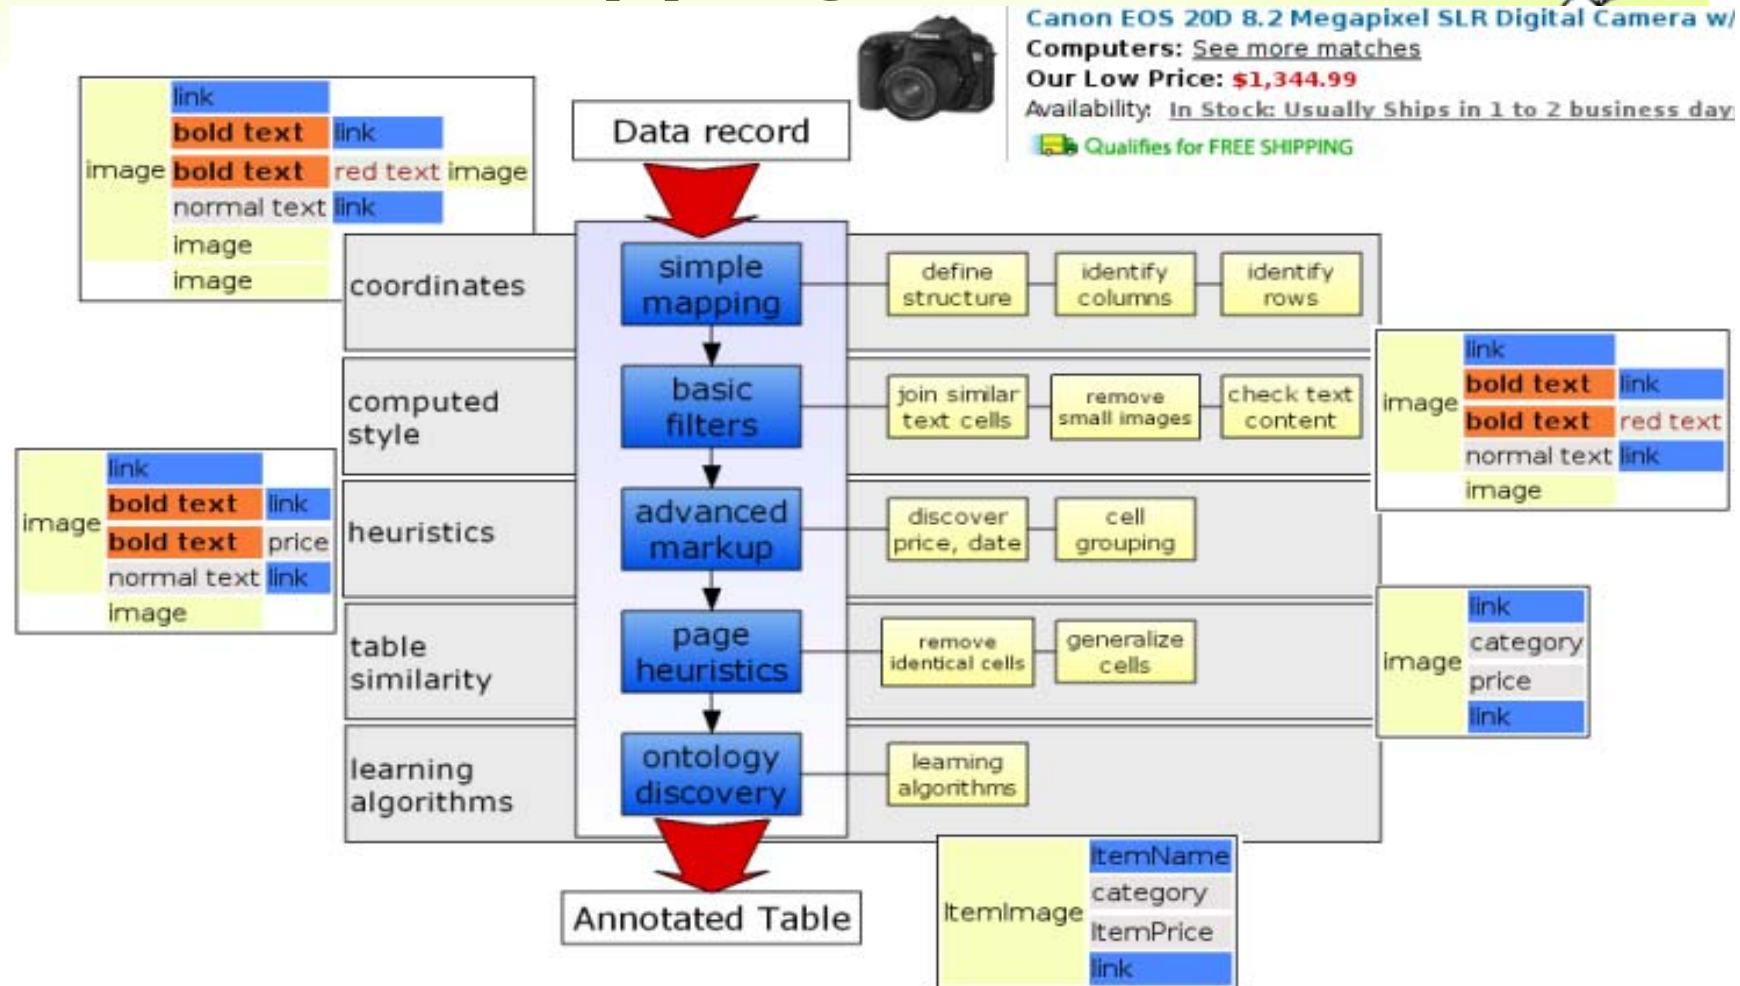 Canon EOS 20D 8.2 Megapixel SLR Digital Camera w/
Computers: See more matches
Our Low Price: $1,344.99
Availability: In Stock: Usually Ships in 1 to 2 business day
Qualifies for FREE SHIPPING
link
bold text link
image bold text red text image
normal text link
image
image
Data record
coordinates
simple
mapping
define
structure
identify
columns
identify
rows
link
bold text link
image
bold text red text
normal text link
image
computed
style
basic
filters
join similar
text cells
remove
small images
check text
content
link
bold text link
image
bold text price
normal text link
image
heuristics
advanced
markup
discover
price, date
cell
grouping
table
similarity
page
heuristics
remove
identical cells
generalize
cells
link
category
image
price
link
learning
algorithms
ontology
discovery
learning
algorithms
Annotated Table
ItemName
category
ItemImage
ItemPrice
link